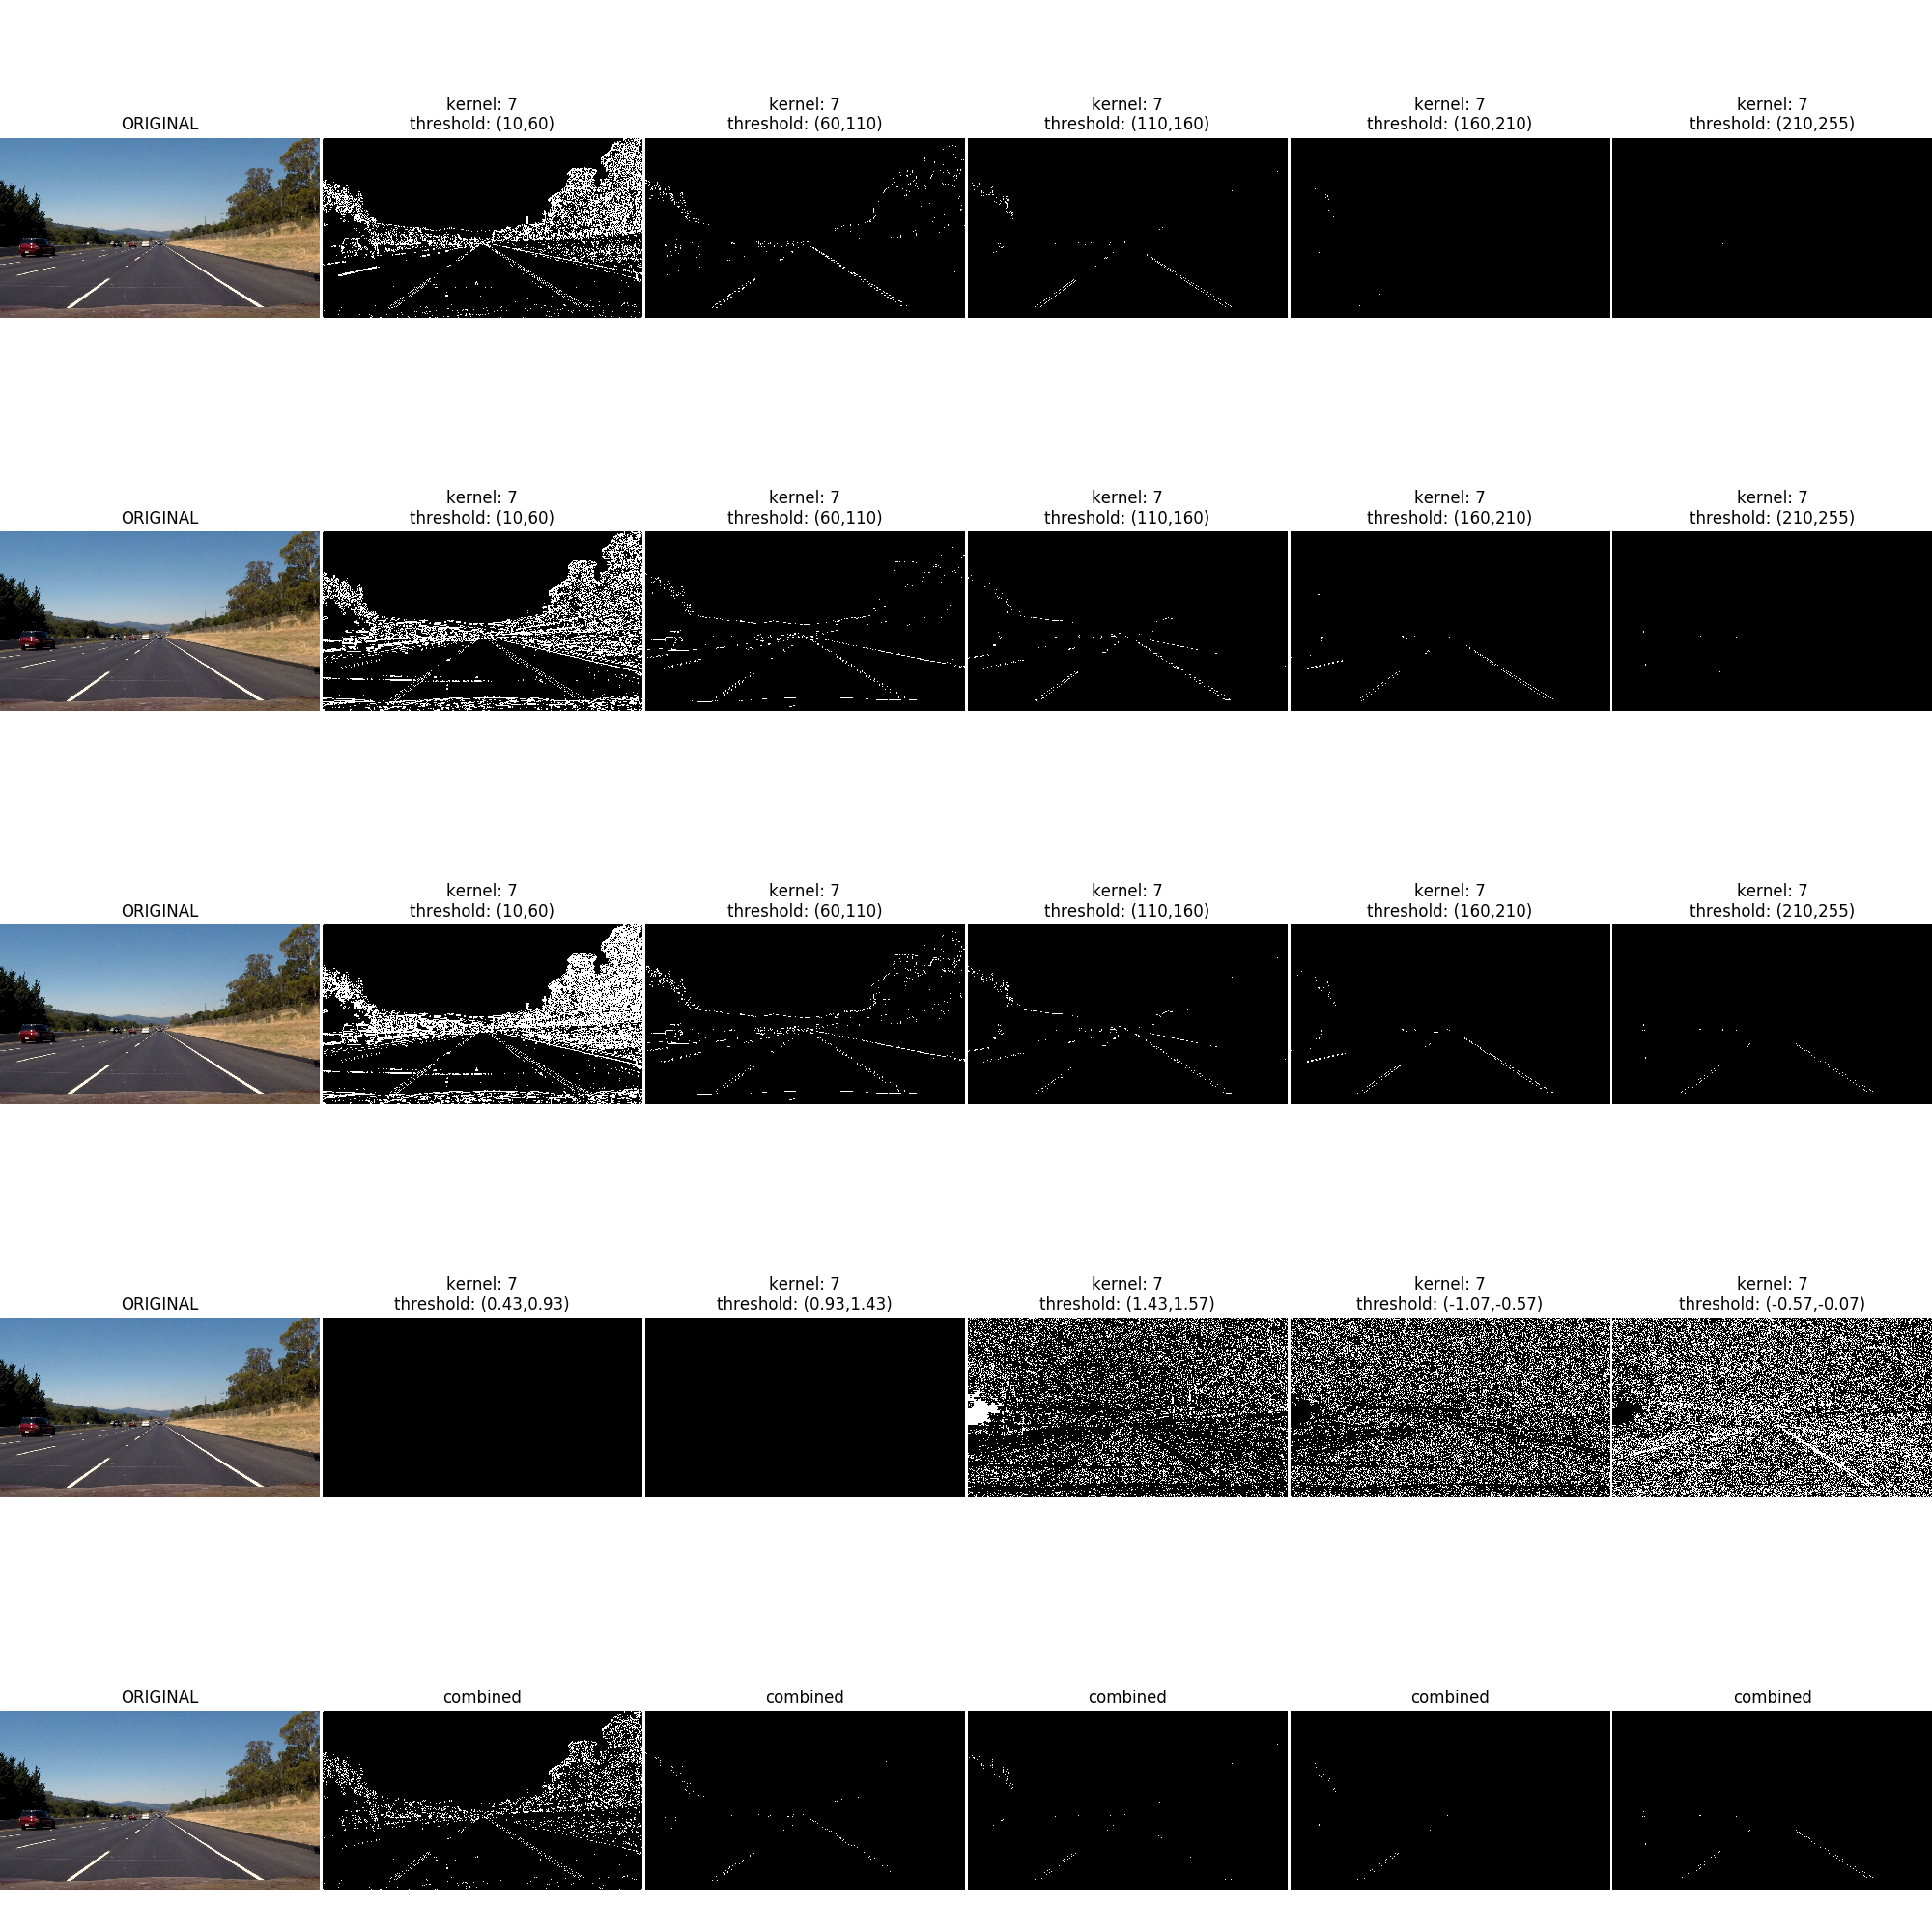 kernel: 7 kernel: 7 kernel: 7 kernel: 7 kernel: 7
ORIGINAL threshold: (10,60) threshold: (60,110) threshold: (110,160) threshold: (160,210) threshold: (210,255)
kernel: 7 kernel: 7 kernel: 7 kernel: 7 kernel: 7
ORIGINAL threshold: (10,60) threshold: (60,110) threshold: (110,160) threshold: (160,210) threshold: (210,255)
kernel: 7 kernel: 7 kernel: 7 kernel: 7 kernel: 7
ORIGINAL threshold: (10,60) threshold: (60,110) threshold: (110,160) threshold: (160,210) threshold: (210,255)
kernel: 7 kernel: 7 kernel: 7 kernel: 7 kernel: 7
ORIGINAL threshold: (0.43,0.93) threshold: (0.93,1.43) threshold: (1.43,1.57) threshold: (-1.07,-0.57) threshold: (-0.57,-0.07)
ORIGINAL combined combined combined combined combined